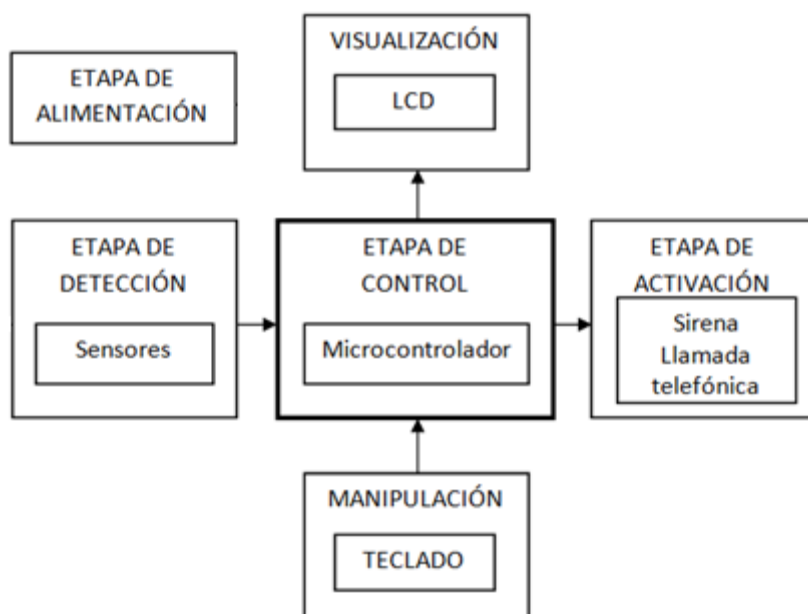 VISUALIZACIÓN
LCD
ETAPA DE
ALIMENTACIÓN
ETAPA DE
DETECCIÓN
Sensores
ETAPA DE
CONTROL
Microcontrolador
ETAPA DE
ACTIVACIÓN
Sirena
Llamada
telefónica
MANIPULACIÓN
TECLADO